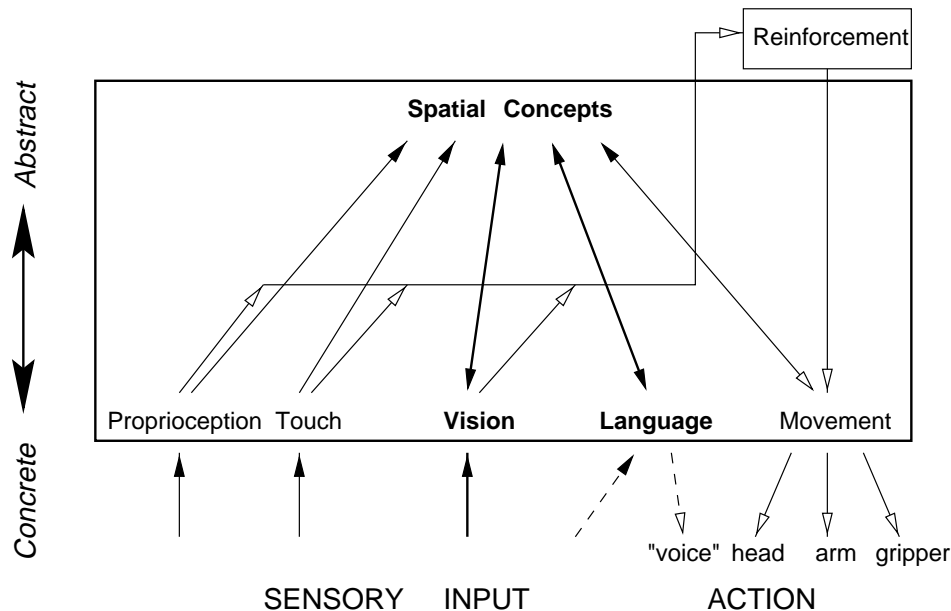 Reinforcement
Spatial Concepts
Abstract
Concrete
Proprioception Touch Vision Language Movement
"voice" head arm gripper
SENSORY INPUT ACTION